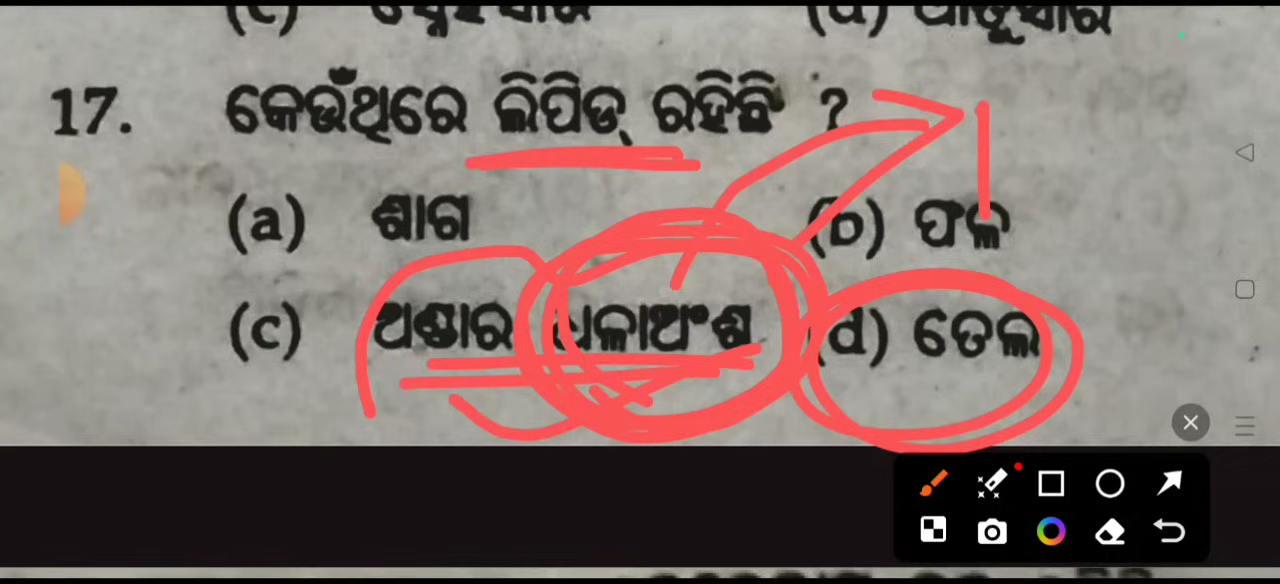 17. କେଉଁଥିରେ ଲିପିଡ୍ ରହିଛି ?
(a) ଶାଗ (b) ଫଳ
(c) ଅଣ୍ଡାର ଧଳାଅଂଶ (d) ତେଲ